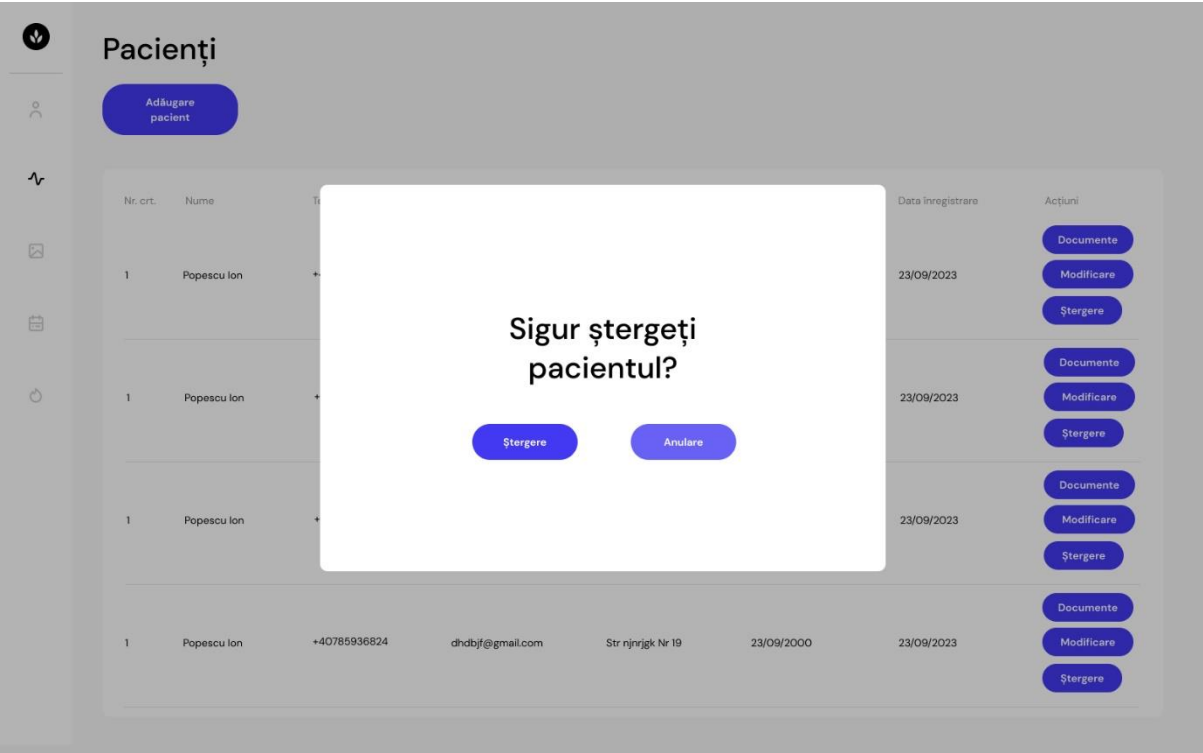 Pacienți
Adăugare
pacient
Nr. crt. Nume Data înregistrare Acțiuni
Documente
1 Popescu Ion 23/09/2023 Modificare
Ștergere
Sigur ștergeți
pacientul?
Documente
1 Popescu Ion 23/09/2023 Modificare
Ștergere
Ștergere Anulare
Documente
1 Popescu Ion 23/09/2023 Modificare
Ștergere
Documente
1 Popescu Ion +40785936824 dhdbjf@gmail.com Str njnrjgk Nr 19 23/09/2000 23/09/2023 Modificare
Ștergere